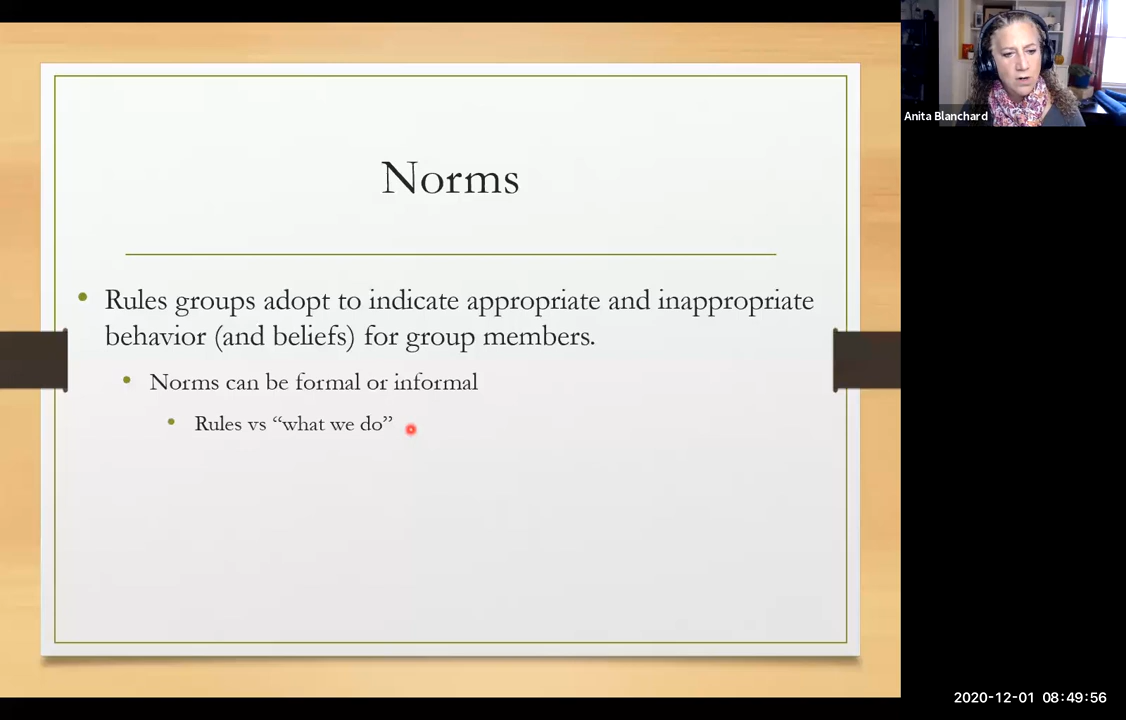 Norms
Rules groups adopt to indicate appropriate and inappropriate
behavior (and beliefs) for group members.
Norms can be formal or informal
Rules vs “what we do”
Anita Blanchard
2020-12-01 08:49:56